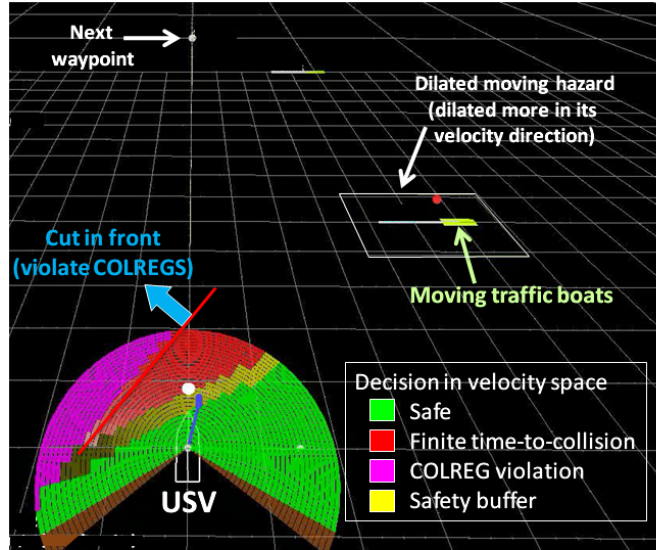 Next
waypoint
Dilated moving hazard
(dilated more in its
velocity direction)
Cut in front
(violate COLREGS)
Moving traffic boats
Decision in velocity space
Safe
Finite time-to-collision
COLREG violation
Safety buffer
USV